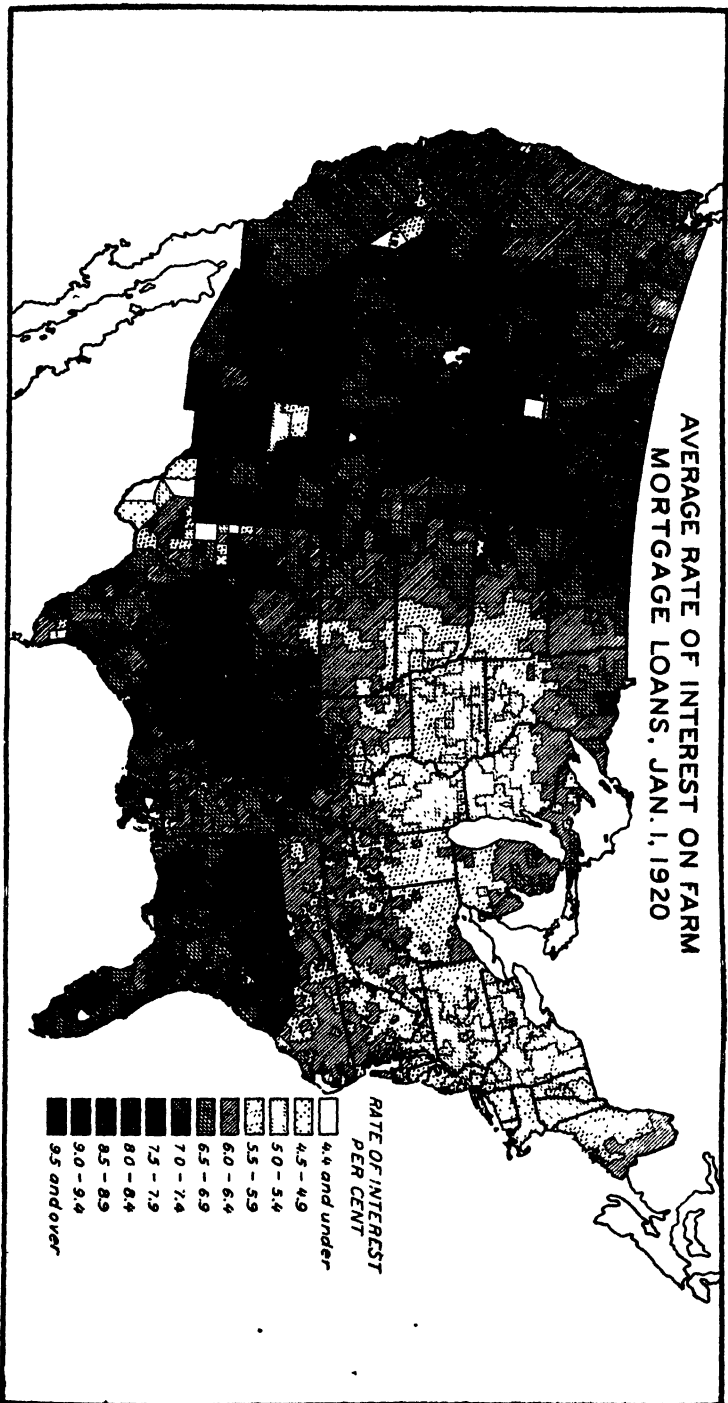 AVERAGE RATE OF INTEREST ON FARM
MORTGAGE LOANS, JAN. 1, 1920
RATE OF INTEREST
PER CENT
4.4 and under
4.5 - 4.9
5.0 - 5.4
5.5 - 5.9
6.0 - 6.4
6.5 - 6.9
7.0 - 7.4
7.5 - 7.9
8.0 - 8.4
8.5 - 8.9
9.0 - 9.4
9.5 and over